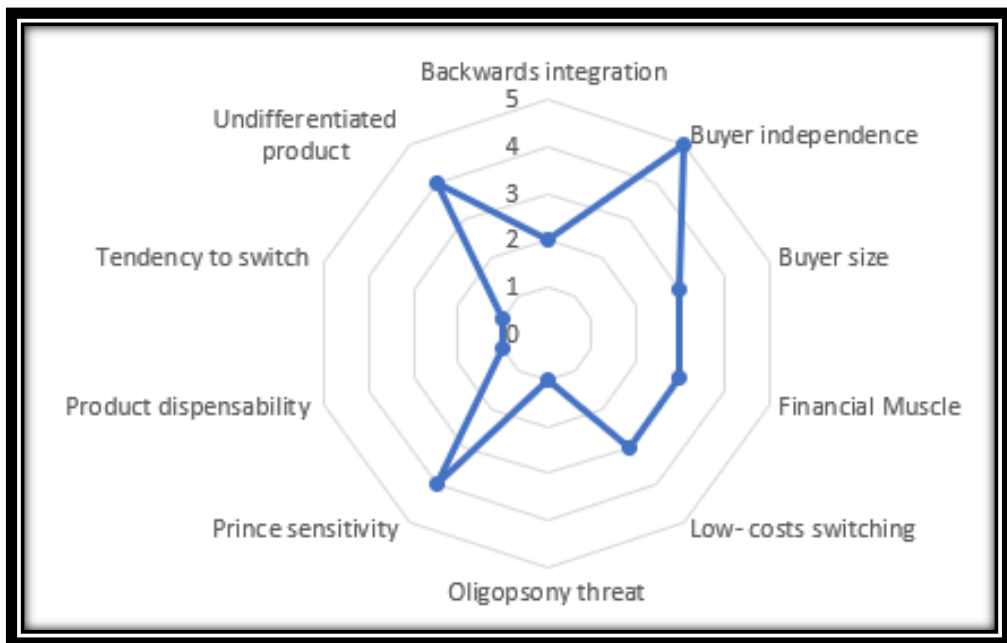 Backwards integration
5
Undifferentiated
product
4
Buyer independence
3
Tendency to switch
2
Buyer size
1
0
Product dispensability
Financial Muscle
Prince sensitivity
Low- costs switching
Oligopsony threat